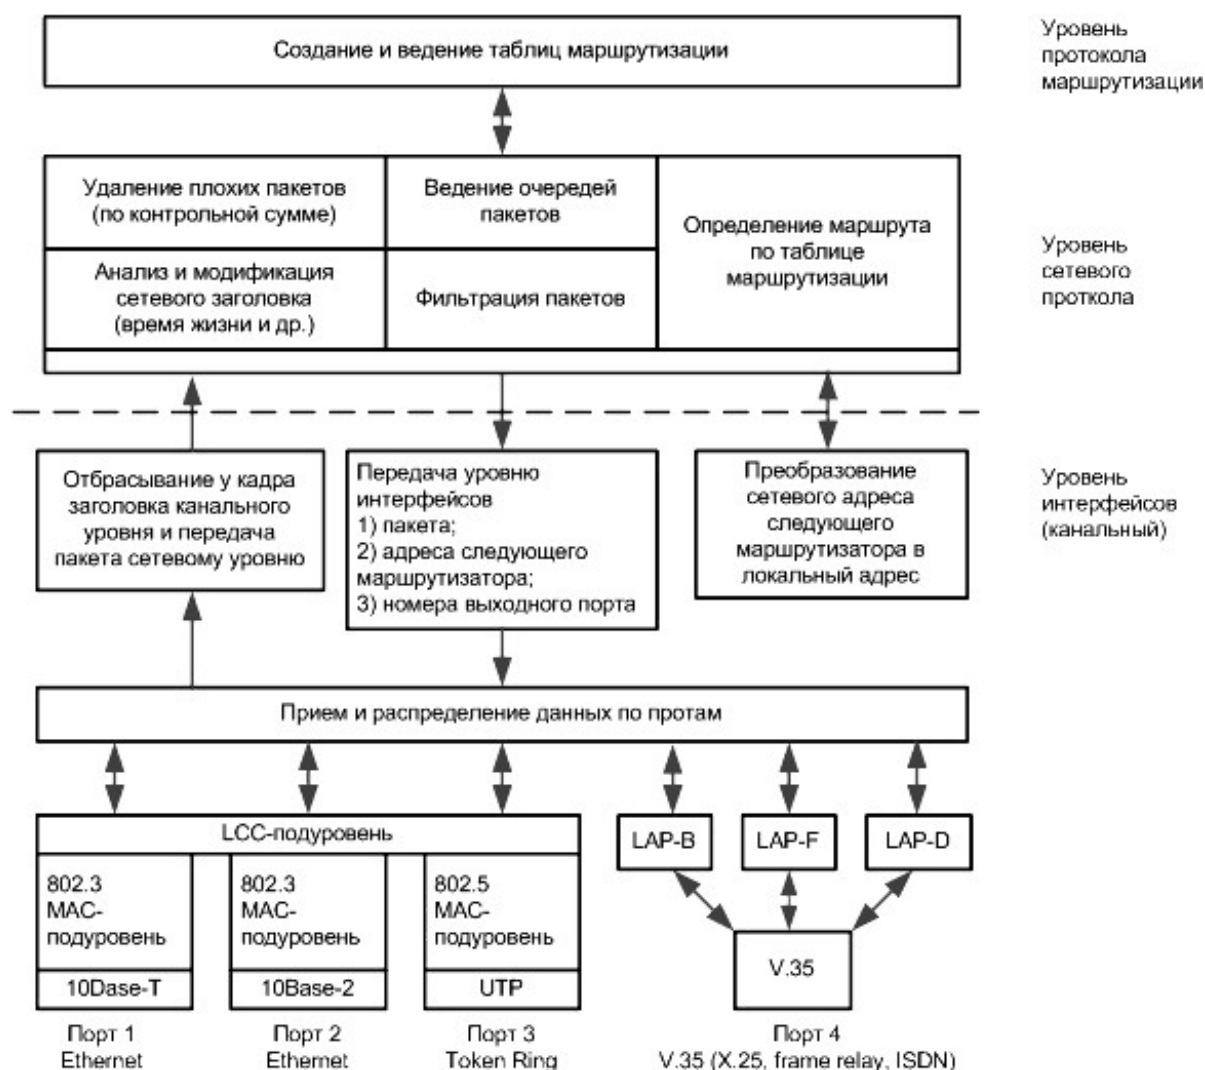 Создание и ведение таблиц маршрутизации
Уровень
протокола
маршрутизации
Удаление плохих пакетов
(по контрольной сумме)
Ведение очередей
пакетов
Определение маршрута
по таблице
маршрутизации
Анализ и модификация
сетевого заголовка
(время жизни и др.)
Фильтрация пакетов
Уровень
сетевого
проткола
Отбрасывание у кадра
заголовка канального
уровня и передача
пакета сетевому уровню
Передача уровню
интерфейсов
1) пакета;
2) адреса следующего
маршрутизатора;
3) номера выходного порта
Преобразование
сетевого адреса
следующего
маршрутизатора в
локальный адрес
Уровень
интерфейсов
(канальный)
Прием и распределение данных по протам
LCC-подуровень
802.3
MAC-
подуровень
10Dase-T
802.3
MAC-
подуровень
10Base-2
802.5
MAC-
подуровень
UTP
LAP-B
LAP-F
LAP-D
V.35
Порт 1
Ethernet
Порт 2
Ethernet
Порт 3
Token Ring
Порт 4
V.35 (X.25, frame relay, ISDN)